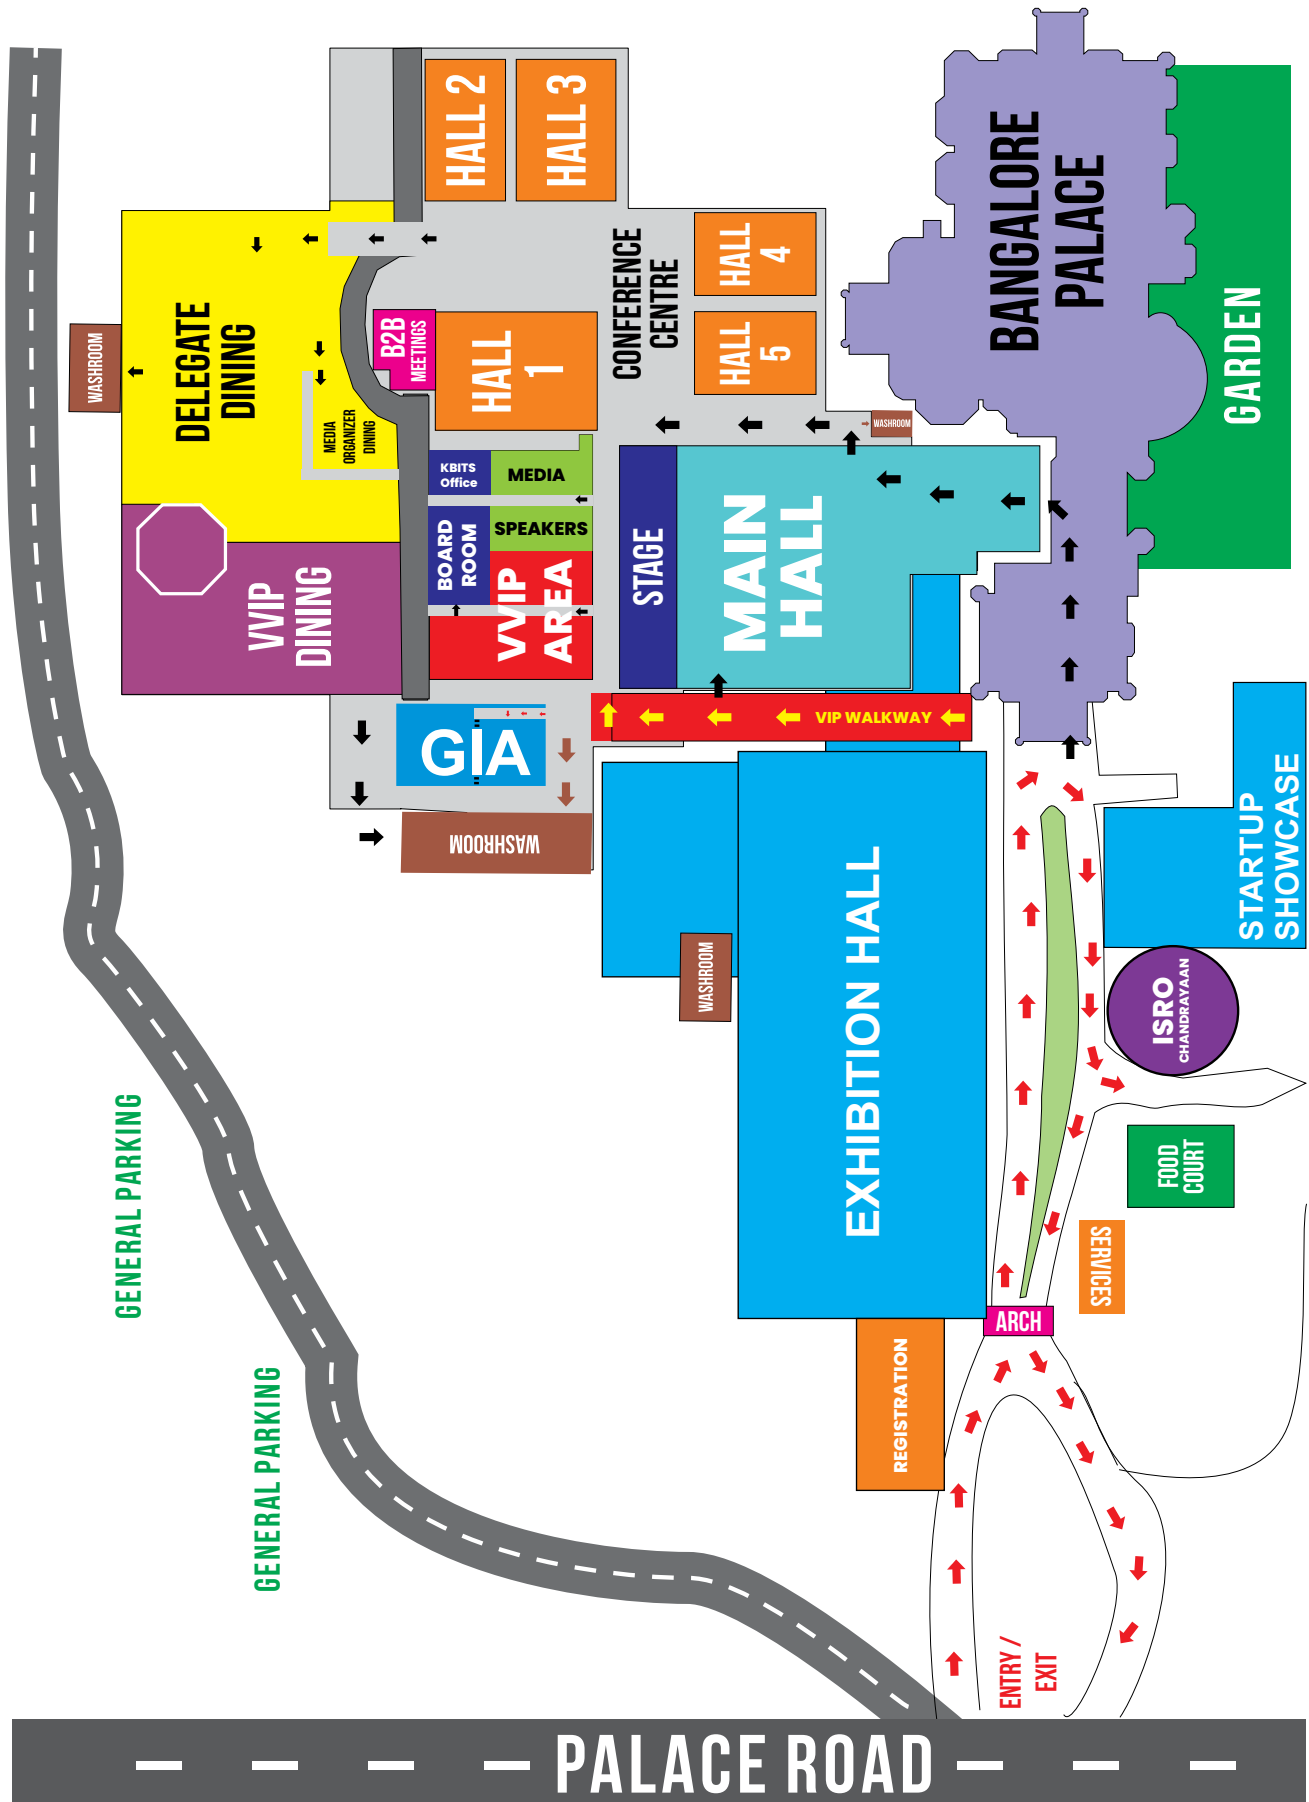 HALL 2
HALL 3
BANGALORE
PALACE
GARDEN
CONFERENCE
CENTRE
HALL
4
HALL
5
HALL
1
B2B
MEETINGS
DELEGATE
DINING
WASHROOM
MEDIA
ORGANIZER
DINING
WASHROOM
KBITS
Office
MEDIA
SPEAKERS
BOARD
ROOM
VVIP
AREA
STAGE
MAIN
HALL
VVIP
DINING
VIP WALKWAY
GIA
WASHROOM
STARTUP
SHOWCASE
EXHIBITION HALL
WASHROOM
ISRO
CHANDRAYAAN
FOOD
COURT
SERVICES
ARCH
REGISTRATION
GENERAL PARKING
GENERAL PARKING
ENTRY /
EXIT
PALACE ROAD